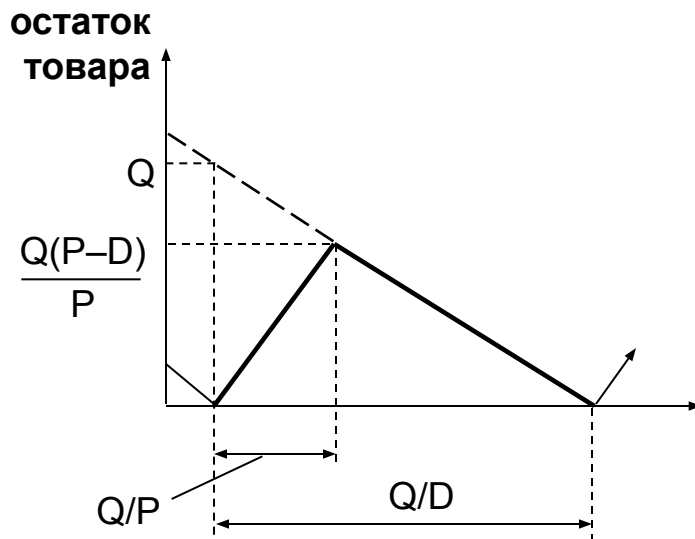 остаток
товара
Q
Q(P–D)
P
Q/P
Q/D